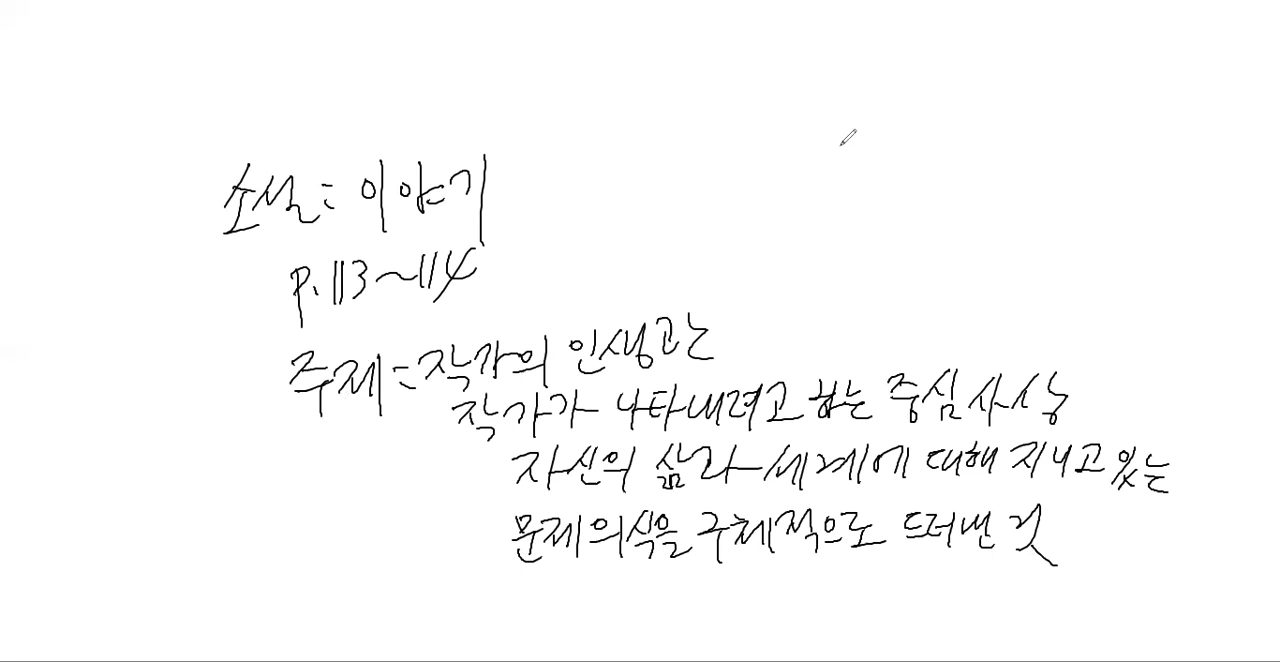 소설 = 이야기
P. 113~114
주제 = 작가의 인생관
작가가 나타내려고 하는 중심사상
자신의 삶과 세계에 대해 지니고 있는
문제의식을 구체적으로 드러낸 것